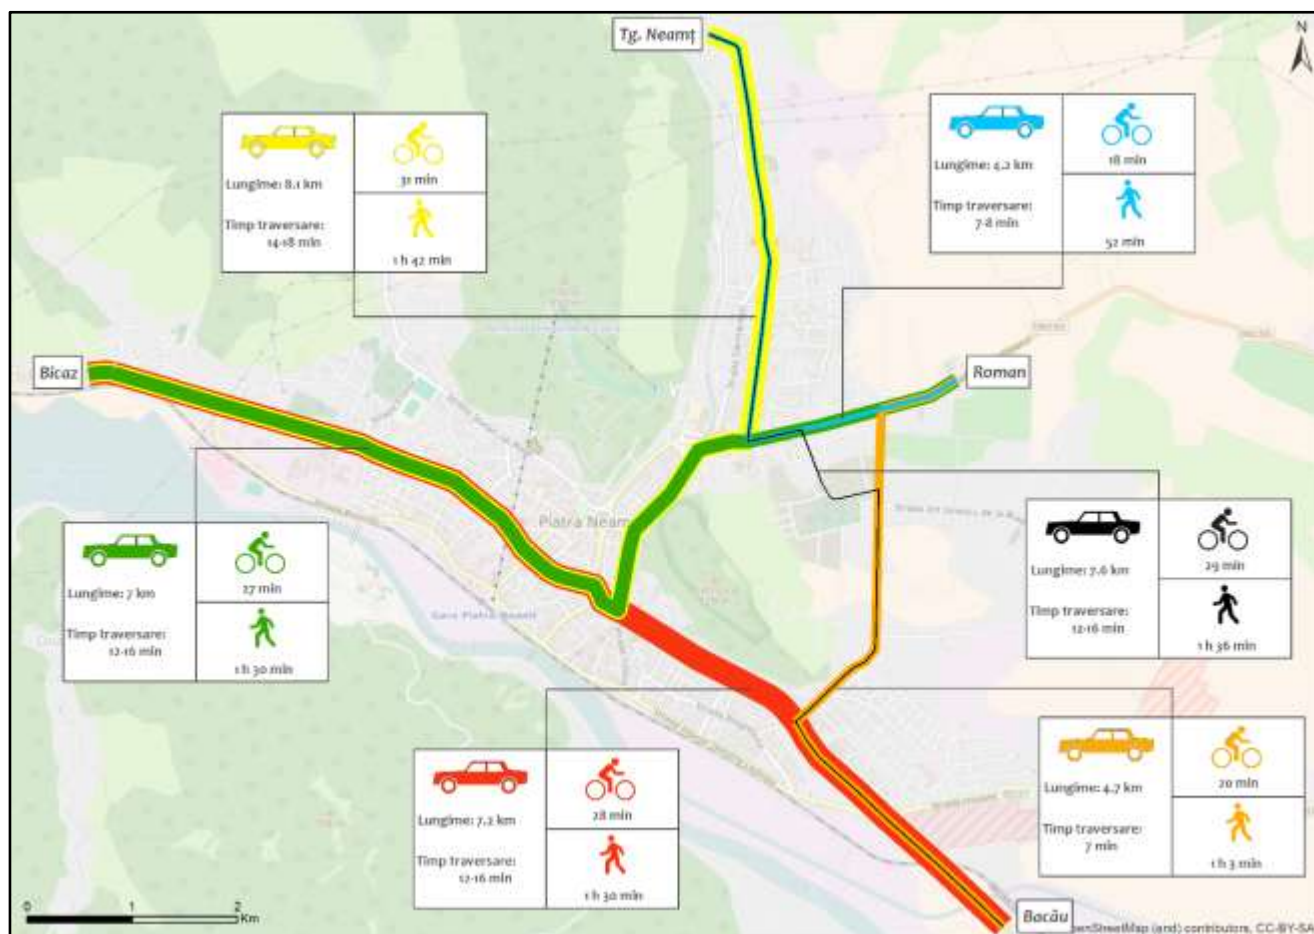 Tg. Neamț
N
31 min
Lungime: 8.1 km
Timp traversare:
14-18 min
1 h 42 min
18 min
Lungime: 4.2 km
Timp traversare:
7-8 min
52 min
Bicaz
Roman
Piatra Neamț
Gara Piatra Neamț
27 min
Lungime: 7 km
Timp traversare:
12-16 min
1 h 30 min
29 min
Lungime: 7.6 km
Timp traversare:
12-16 min
1 h 36 min
28 min
Lungime: 7.2 km
Timp traversare:
12-16 min
1 h 30 min
20 min
Lungime: 4.7 km
Timp traversare:
7 min
1 h 3 min
0 1 2
Km
Bacău
OpenStreetMap (and) contributors, CC-BY-SA